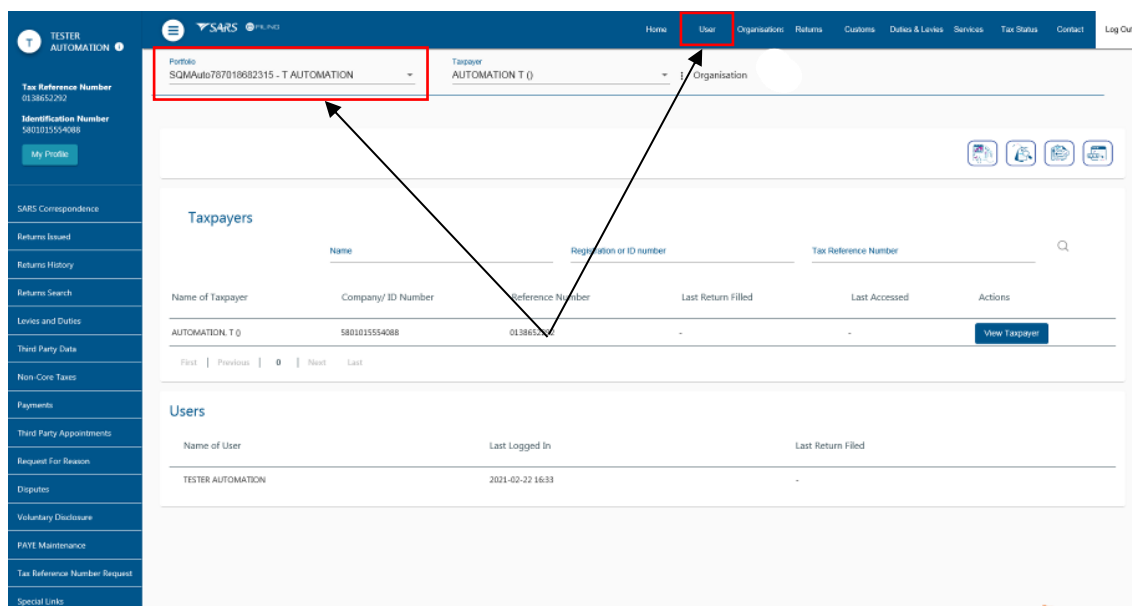 T
TESTER
AUTOMATION
Tax Reference Number
0138652292
Identification Number
5801015554088
My Profile
SARS Correspondence
Returns Issued
Returns History
Returns Search
Levies and Duties
Third Party Data
Non-Core Taxes
Payments
Third Party Appointments
Request For Reason
Disputes
Voluntary Disclosure
PAYE Maintenance
Tax Reference Number Request
Special Links
SARS eFILING
Home User Organisations Returns Customs Duties & Levies Services Tax Status Contact Log Out
Portfolio
SQMAuto787018682315 - T AUTOMATION
Taxpayer
AUTOMATION T ()
Organisation
Taxpayers
Name Registration or ID number Tax Reference Number
Name of Taxpayer Company/ ID Number Reference Number Last Return Filled Last Accessed Actions
AUTOMATION, T () 5801015554088 0138652292 - - View Taxpayer
First | Previous | 0 | Next Last
Users
Name of User Last Logged In Last Return Filed
TESTER AUTOMATION 2021-02-22 16:33 -